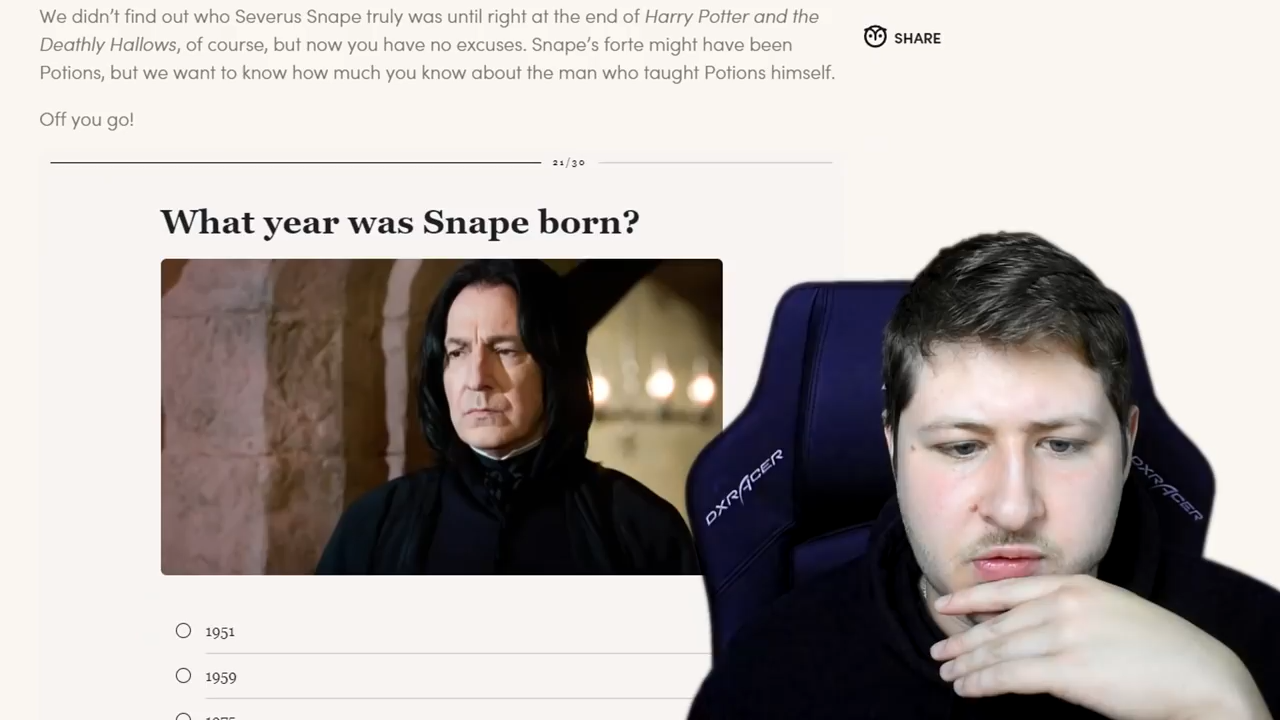 We didn’t find out who Severus Snape truly was until right at the end of Harry Potter and the
Deathly Hallows, of course, but now you have no excuses. Snape’s forte might have been
Potions, but we want to know how much you know about the man who taught Potions himself.
SHARE
Off you go!
21/30
What year was Snape born?
DXRACER
DXRACER
1951
1959